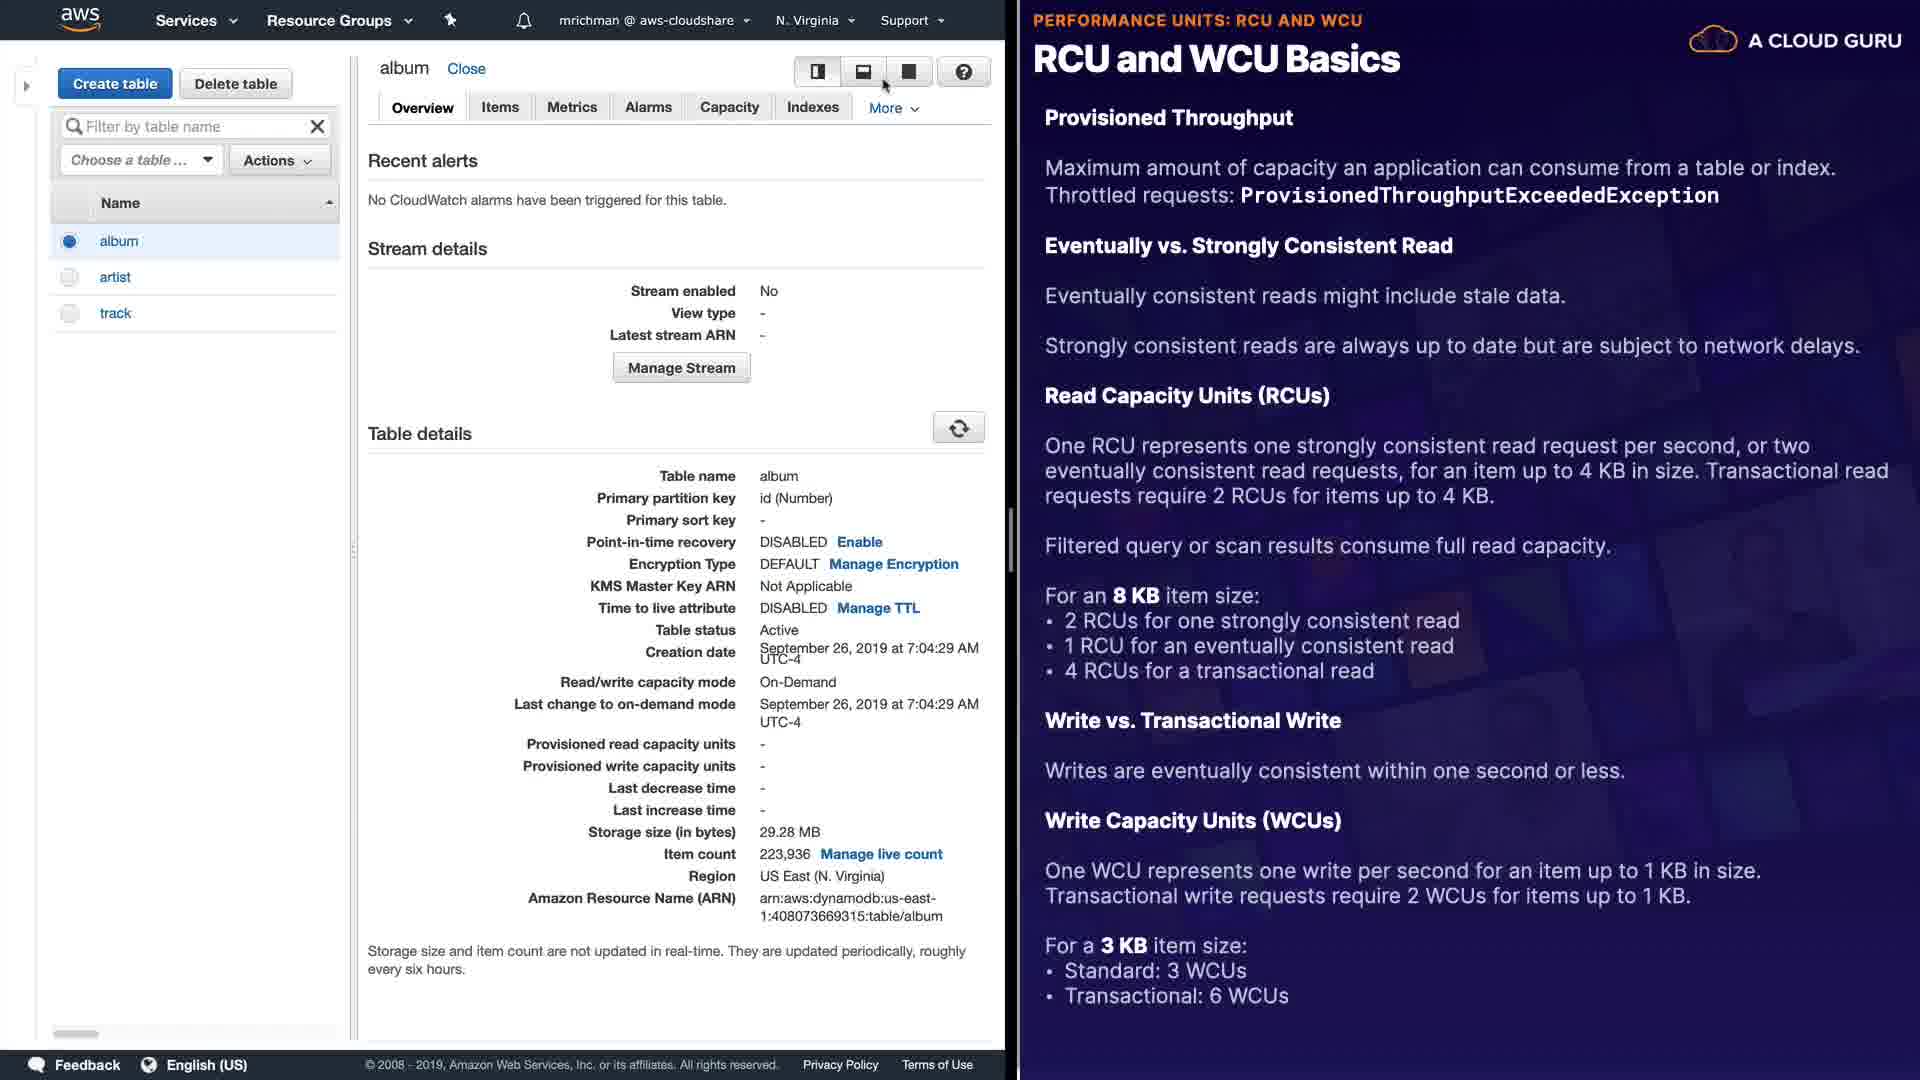 aws
Services
Resource Groups
mrichman @ aws-cloudshare
N. Virginia
Support
Create table
Delete table
Filter by table name
Choose a table ...
Actions
Name
album
artist
track
album Close
Overview
Items
Metrics
Alarms
Capacity
Indexes
More
Recent alerts
No CloudWatch alarms have been triggered for this table.
Stream details
Stream enabled No
View type -
Latest stream ARN -
Manage Stream
Table details
Table name album
Primary partition key id (Number)
Primary sort key -
Point-in-time recovery DISABLED Enable
Encryption Type DEFAULT Manage Encryption
KMS Master Key ARN Not Applicable
Time to live attribute DISABLED Manage TTL
Table status Active
Creation date September 26, 2019 at 7:04:29 AM
UTC-4
Read/write capacity mode On-Demand
Last change to on-demand mode September 26, 2019 at 7:04:29 AM
UTC-4
Provisioned read capacity units -
Provisioned write capacity units -
Last decrease time -
Last increase time -
Storage size (in bytes) 29.28 MB
Item count 223,936 Manage live count
Region US East (N. Virginia)
Amazon Resource Name (ARN) arn:aws:dynamodb:us-east-
1:408073669315:table/album
Storage size and item count are not updated in real-time. They are updated periodically, roughly
every six hours.
Feedback
English (US)
© 2008 - 2019, Amazon Web Services, Inc. or its affiliates. All rights reserved.
Privacy Policy
Terms of Use
PERFORMANCE UNITS: RCU AND WCU
RCU and WCU Basics
A CLOUD GURU
Provisioned Throughput
Maximum amount of capacity an application can consume from a table or index.
Throttled requests: ProvisionedThroughputExceededException
Eventually vs. Strongly Consistent Read
Eventually consistent reads might include stale data.
Strongly consistent reads are always up to date but are subject to network delays.
Read Capacity Units (RCUs)
One RCU represents one strongly consistent read request per second, or two
eventually consistent read requests, for an item up to 4 KB in size. Transactional read
requests require 2 RCUs for items up to 4 KB.
Filtered query or scan results consume full read capacity.
For an 8 KB item size:
• 2 RCUs for one strongly consistent read
• 1 RCU for an eventually consistent read
• 4 RCUs for a transactional read
Write vs. Transactional Write
Writes are eventually consistent within one second or less.
Write Capacity Units (WCUs)
One WCU represents one write per second for an item up to 1 KB in size.
Transactional write requests require 2 WCUs for items up to 1 KB.
For a 3 KB item size:
• Standard: 3 WCUs
• Transactional: 6 WCUs